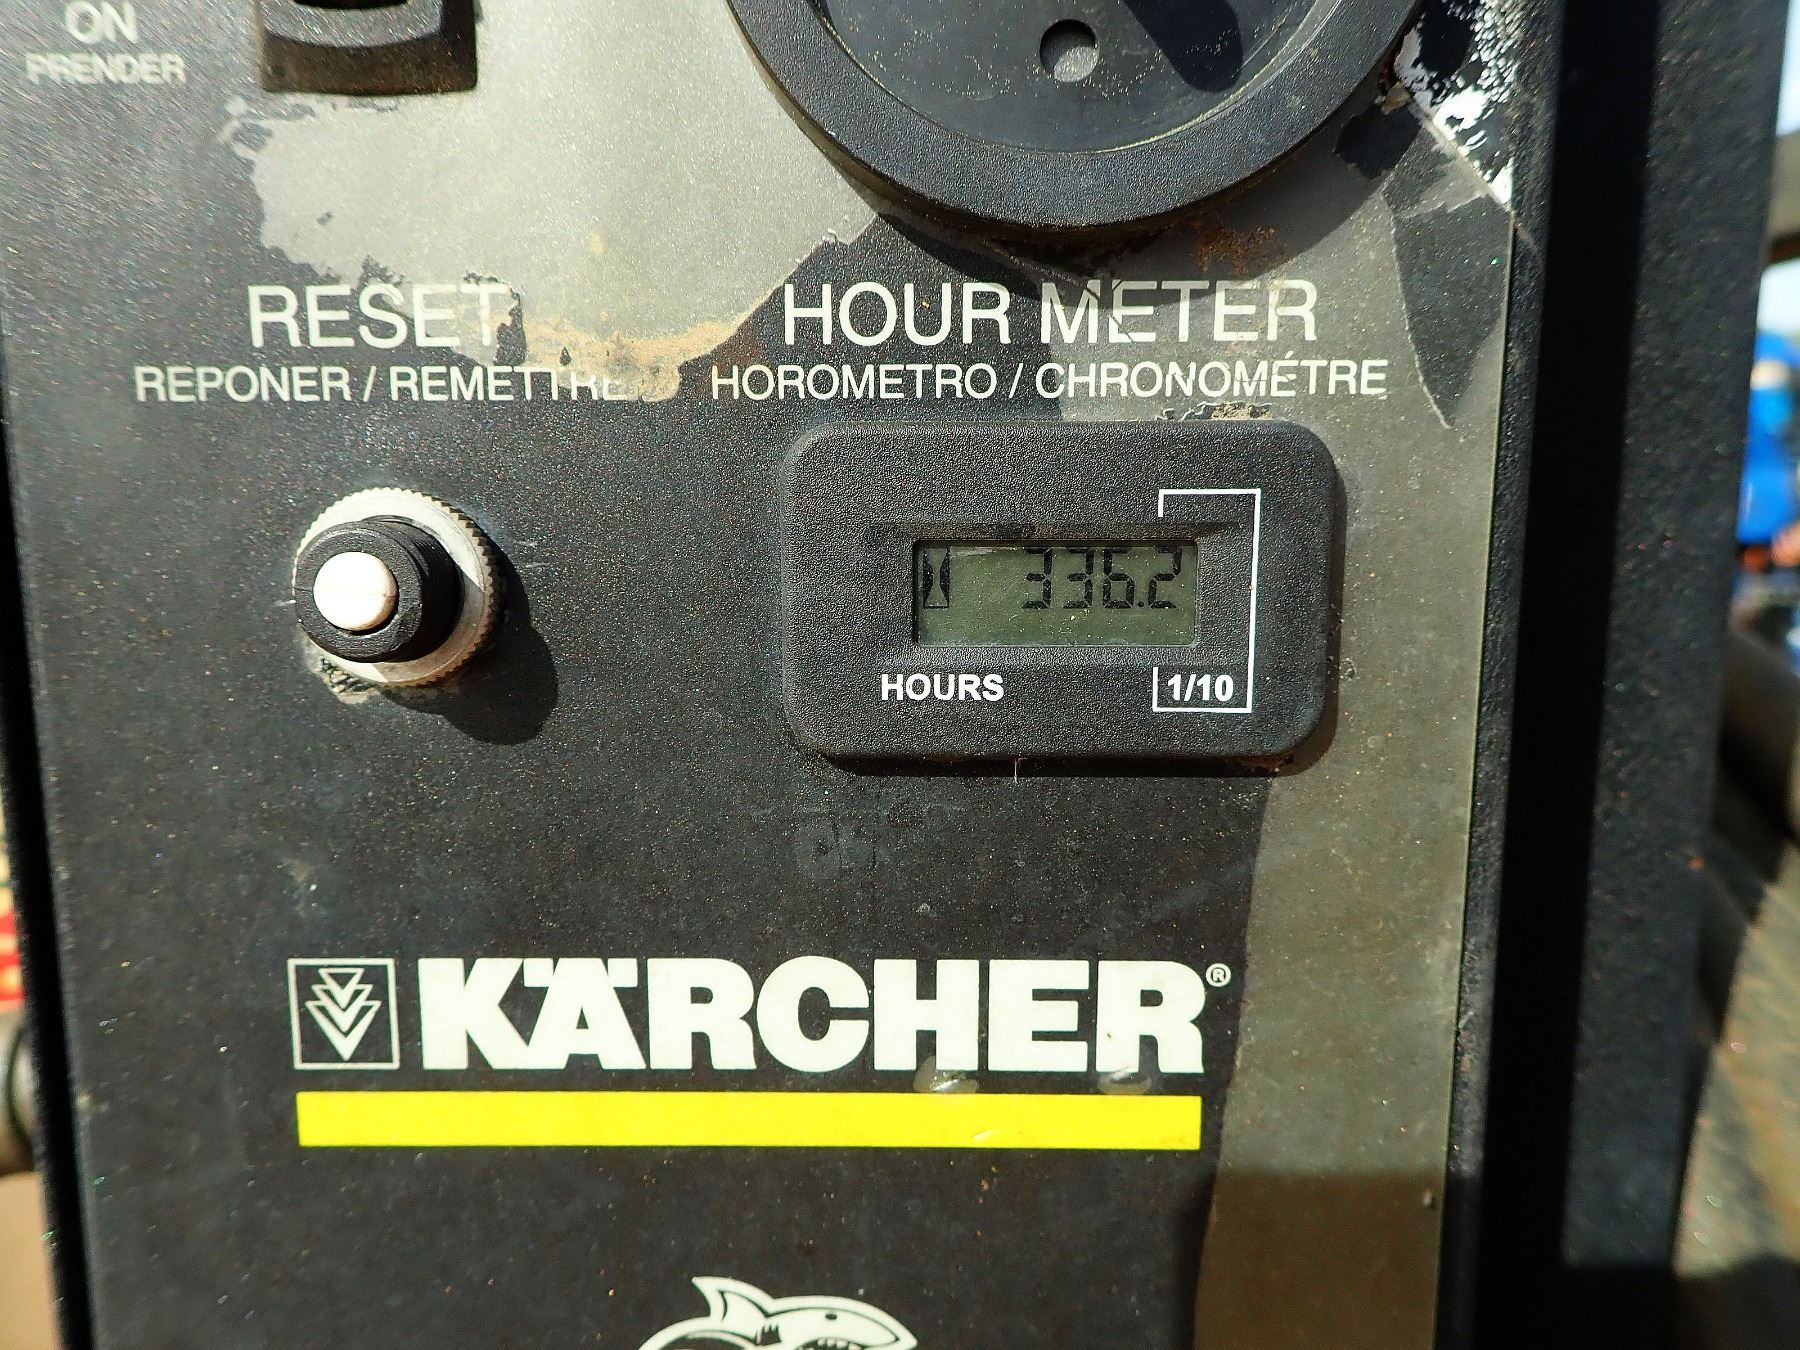 ON
PRENDER
RESET
REPONER / REMETTRE
HOUR METER
HOROMETRO / CHRONOMÉTRE
336.2
HOURS
1/10
KÄRCHER®